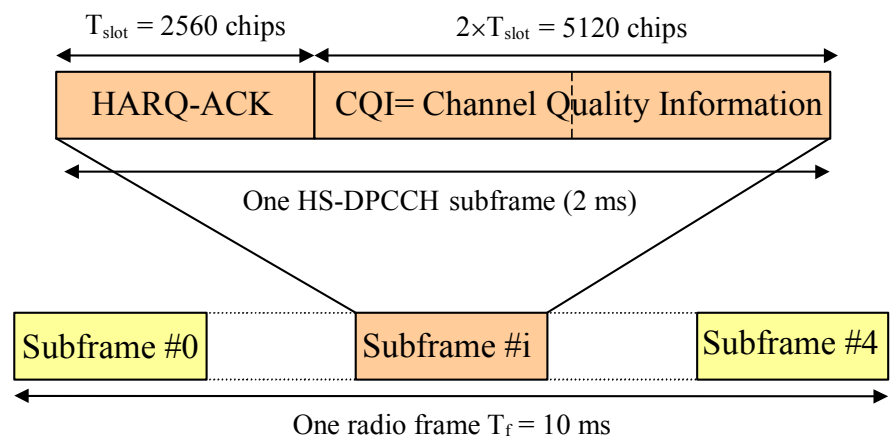 T_slot = 2560 chips
2×T_slot = 5120 chips
HARQ-ACK
CQI= Channel Quality Information
One HS-DPCCH subframe (2 ms)
Subframe #0
Subframe #i
Subframe #4
One radio frame T_f = 10 ms